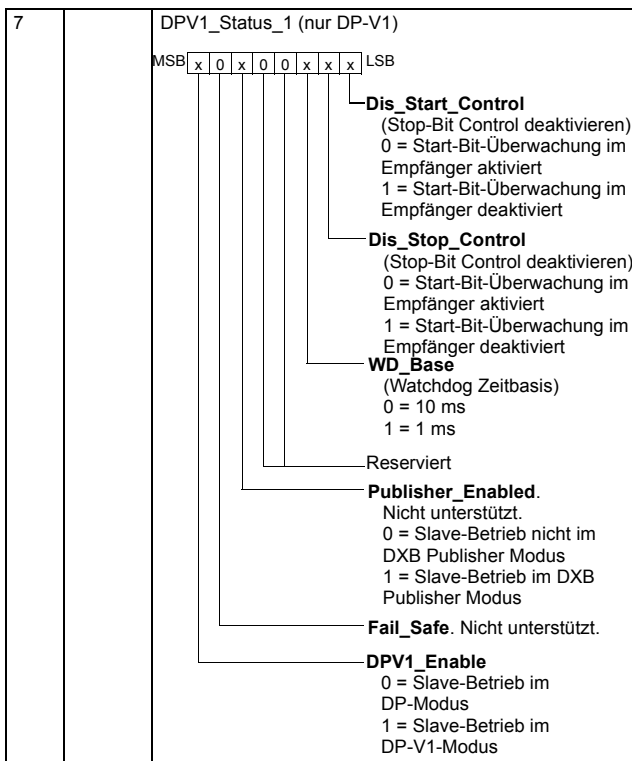 7 DPV1_Status_1 (nur DP-V1)
MSB x 0 x 0 0 x x x LSB
Dis_Start_Control
(Stop-Bit Control deaktivieren)
0 = Start-Bit-Überwachung im
Empfänger aktiviert
1 = Start-Bit-Überwachung im
Empfänger deaktiviert
Dis_Stop_Control
(Stop-Bit Control deaktivieren)
0 = Start-Bit-Überwachung im
Empfänger aktiviert
1 = Start-Bit-Überwachung im
Empfänger deaktiviert
WD_Base
(Watchdog Zeitbasis)
0 = 10 ms
1 = 1 ms
Reserviert
Publisher_Enabled.
Nicht unterstützt.
0 = Slave-Betrieb nicht im
DXB Publisher Modus
1 = Slave-Betrieb im DXB
Publisher Modus
Fail_Safe. Nicht unterstützt.
DPV1_Enable
0 = Slave-Betrieb im
DP-Modus
1 = Slave-Betrieb im
DP-V1-Modus